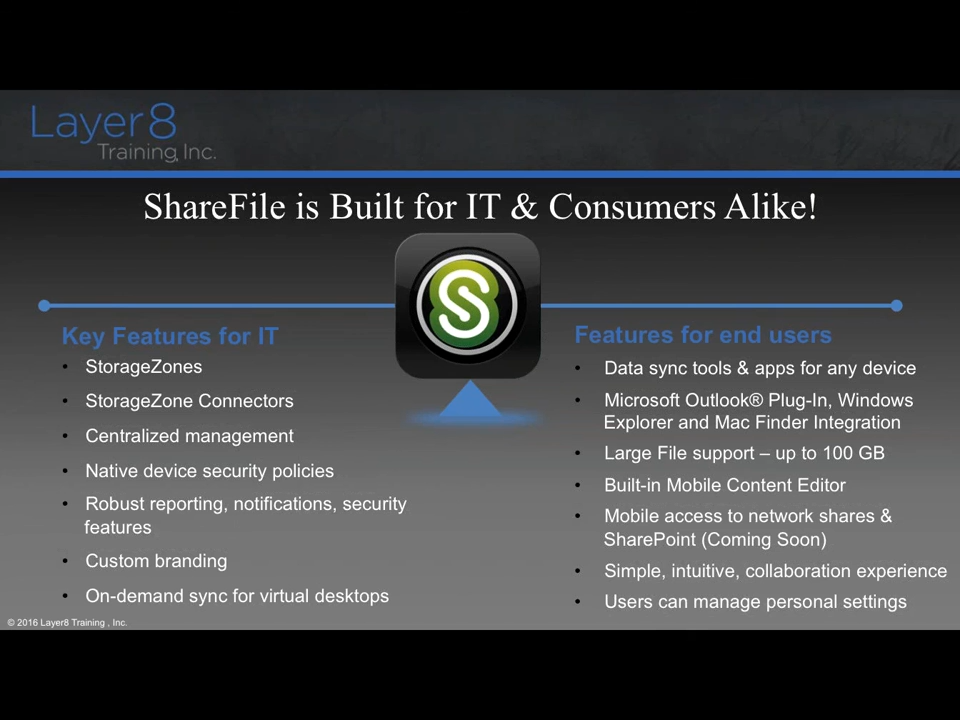 Layer8
Training, Inc.
ShareFile is Built for IT & Consumers Alike!
Key Features for IT
• StorageZones
• StorageZone Connectors
• Centralized management
• Native device security policies
• Robust reporting, notifications, security
features
• Custom branding
• On-demand sync for virtual desktops
Features for end users
• Data sync tools & apps for any device
• Microsoft Outlook® Plug-In, Windows
Explorer and Mac Finder Integration
• Large File support – up to 100 GB
• Built-in Mobile Content Editor
• Mobile access to network shares &
SharePoint (Coming Soon)
• Simple, intuitive, collaboration experience
• Users can manage personal settings
© 2016 Layer8 Training , Inc.